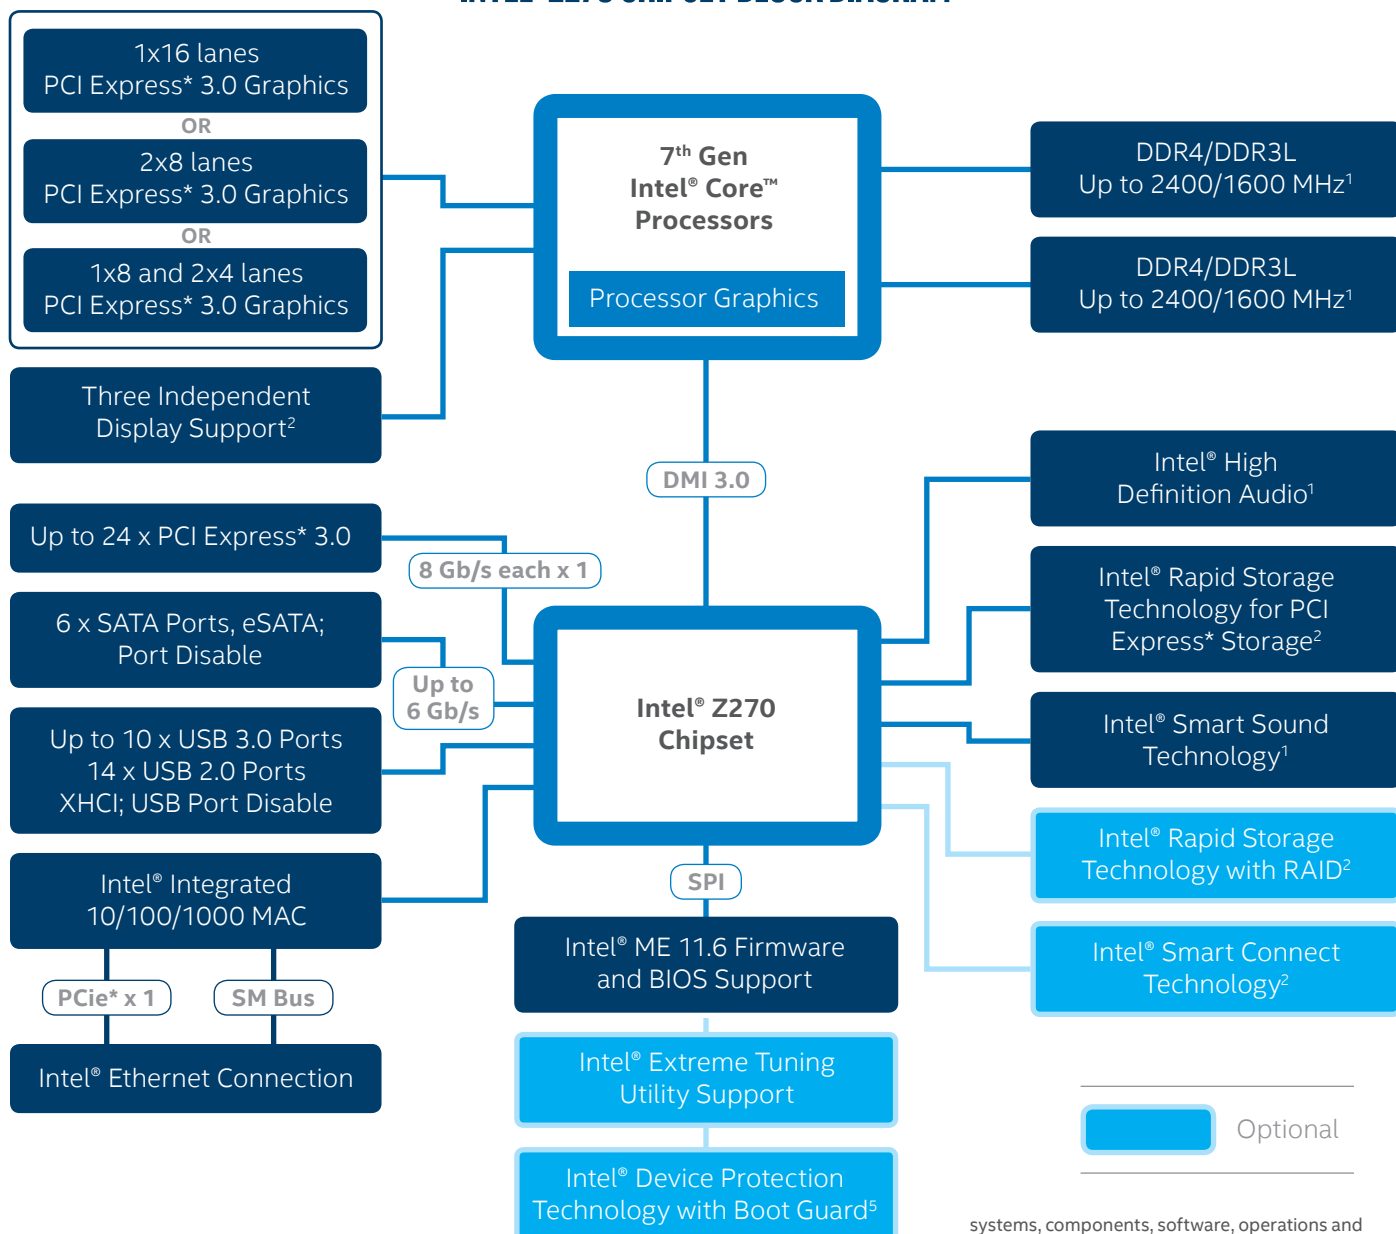 INTEL® Z270 CHIPSET BLOCK DIAGRAM
1x16 lanes
PCI Express* 3.0 Graphics
OR
2x8 lanes
PCI Express* 3.0 Graphics
OR
1x8 and 2x4 lanes
PCI Express* 3.0 Graphics
Three Independent
Display Support²
7th Gen
Intel® Core™
Processors
Processor Graphics
DDR4/DDR3L
Up to 2400/1600 MHz¹
DDR4/DDR3L
Up to 2400/1600 MHz¹
DMI 3.0
Up to 24 x PCI Express* 3.0
8 Gb/s each x 1
6 x SATA Ports, eSATA;
Port Disable
Up to
6 Gb/s
Up to 10 x USB 3.0 Ports
14 x USB 2.0 Ports
XHCI; USB Port Disable
Intel® Integrated
10/100/1000 MAC
PCie* x 1
SM Bus
Intel® Ethernet Connection
Intel® Z270
Chipset
SPI
Intel® ME 11.6 Firmware
and BIOS Support
Intel® Extreme Tuning
Utility Support
Intel® Device Protection
Technology with Boot Guard⁵
Intel® High
Definition Audio¹
Intel® Rapid Storage
Technology for PCI
Express* Storage²
Intel® Smart Sound
Technology¹
Intel® Rapid Storage
Technology with RAID²
Intel® Smart Connect
Technology²
Optional
systems, components, software, operations and